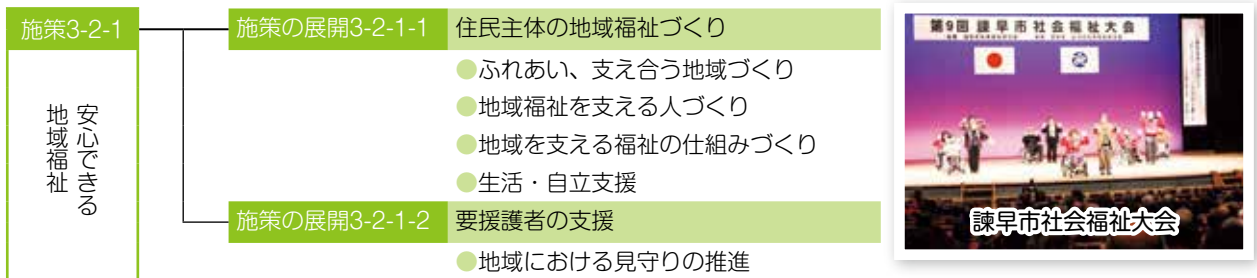 施策3-2-1
安心できる
地域福祉
施策の展開3-2-1-1 住民主体の地域福祉づくり
●ふれあい、支え合う地域づくり
●地域福祉を支える人づくり
●地域を支える福祉の仕組みづくり
●生活・自立支援
施策の展開3-2-1-2 要援護者の支援
●地域における見守りの推進
第9回 諫早市社会福祉大会
諫早市社会福祉大会